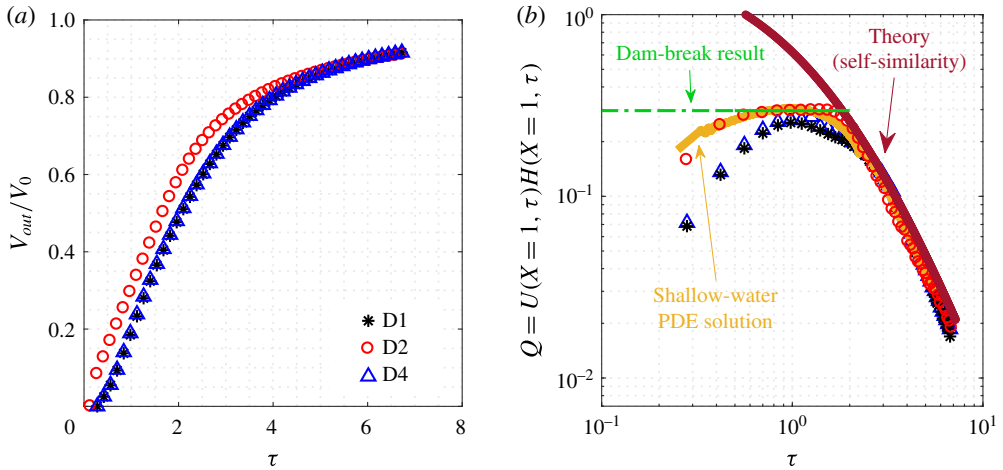 (a)
1.0
0.8
0.6
0.4
0.2
0
2
4
6
8
V_out/V_0
τ
D1
D2
D4
(b)
10^0
10^−1
10^−2
10^−1
10^0
10^1
Q = U(X = 1, τ)H(X = 1, τ)
τ
Dam-break result
Theory
(self-similarity)
Shallow-water
PDE solution